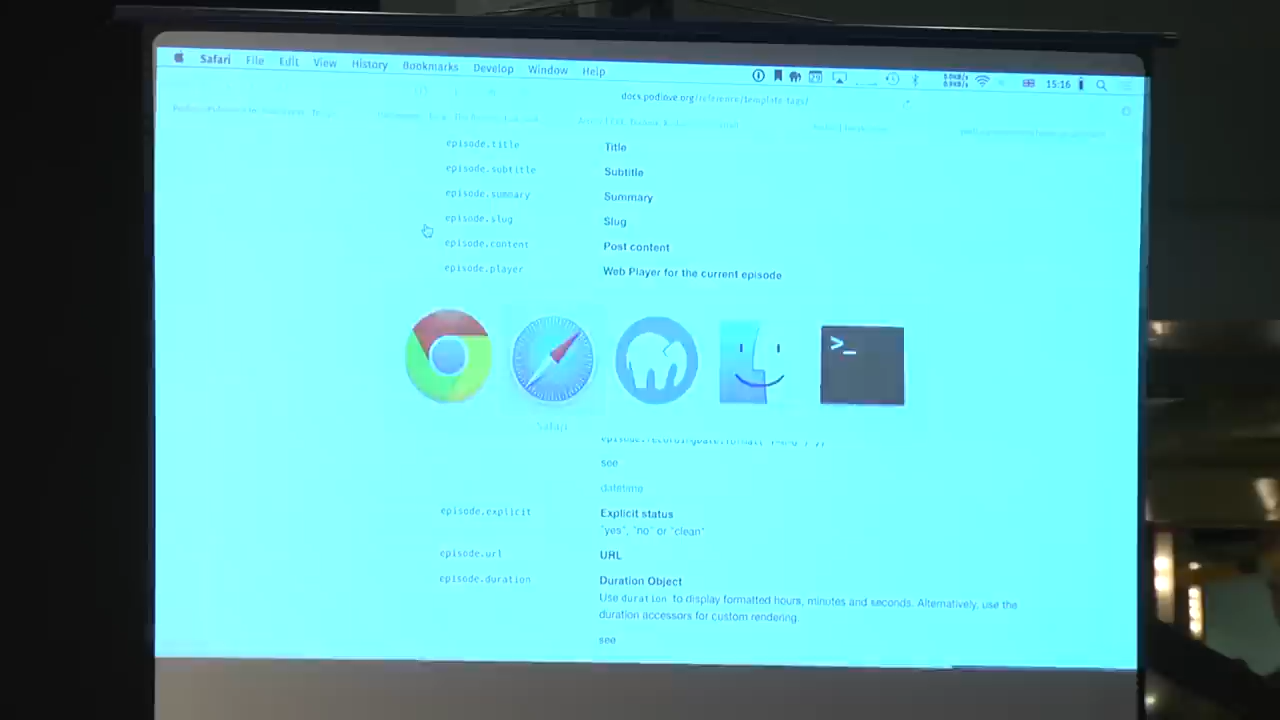 Safari File Edit View History Bookmarks Develop Window Help 15:16
docs.podlove.org/reference/template-tags/
episode.title Title
episode.subtitle Subtitle
episode.summary Summary
episode.slug Slug
episode.content Post content
episode.player Web Player for the current episode
>_
Safari
see
datetime
episode.explicit Explicit status
"yes", "no" or "clean"
episode.url URL
episode.duration Duration Object
Use duration to display formatted hours, minutes and seconds. Alternatively, use the
duration accessors for custom rendering.
see